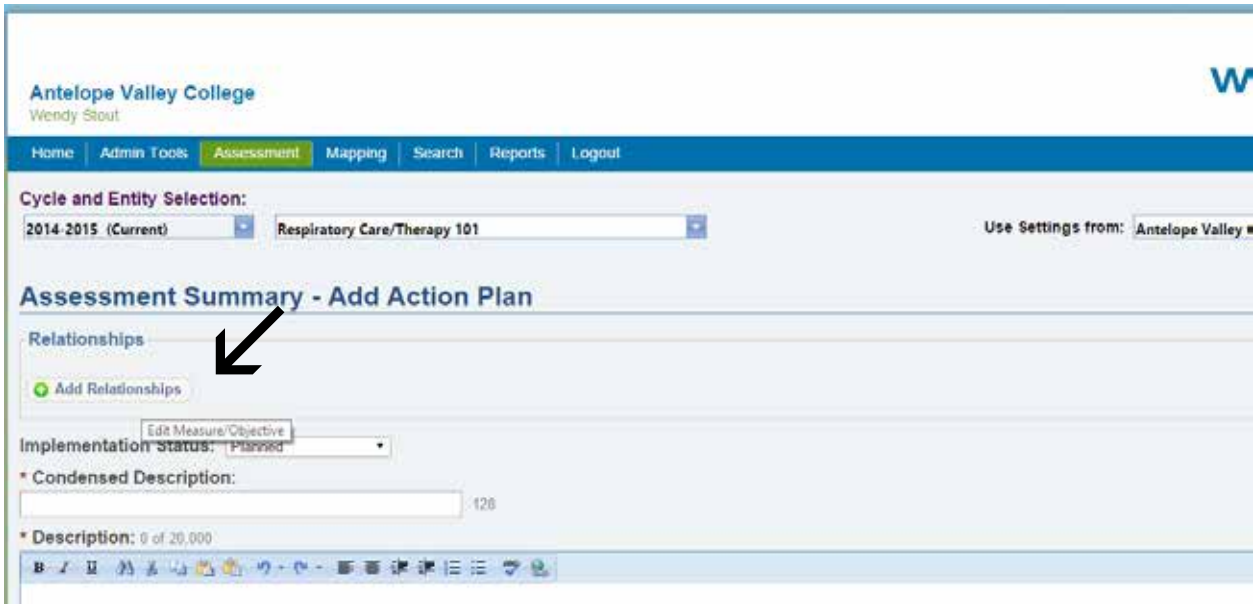 Antelope Valley College
Wendy Stout
Home Admin Tools Assessment Mapping Search Reports Logout
Cycle and Entity Selection:
2014-2015 (Current) Respiratory Care/Therapy 101 Use Settings from: Antelope Valley
Assessment Summary - Add Action Plan
Relationships
Add Relationships
Edit Measure/Objective
Implementation Status: Planned
* Condensed Description:
128
* Description: 0 of 20,000
B I U